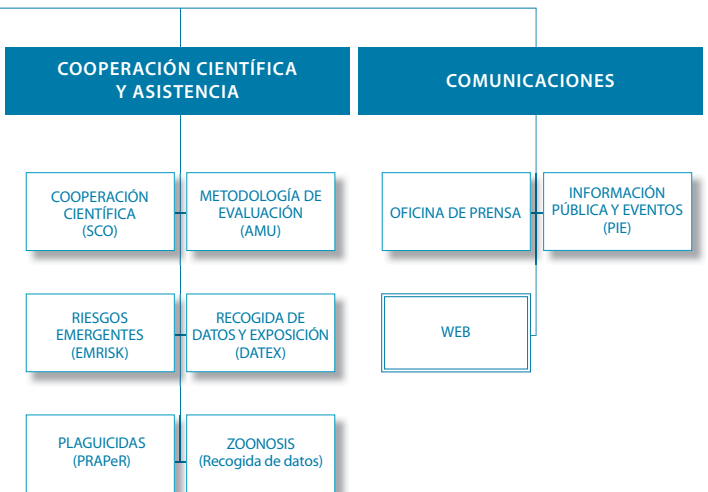 COOPERACIÓN CIENTÍFICA
Y ASISTENCIA
COMUNICACIONES
COOPERACIÓN
CIENTÍFICA
(SCO)
METODOLOGÍA DE
EVALUACIÓN
(AMU)
OFICINA DE PRENSA
INFORMACIÓN
PÚBLICA Y EVENTOS
(PIE)
RIESGOS
EMERGENTES
(EMRISK)
RECOGIDA DE
DATOS Y EXPOSICIÓN
(DATEX)
WEB
PLAGUICIDAS
(PRAPeR)
ZOONOSIS
(Recogida de datos)